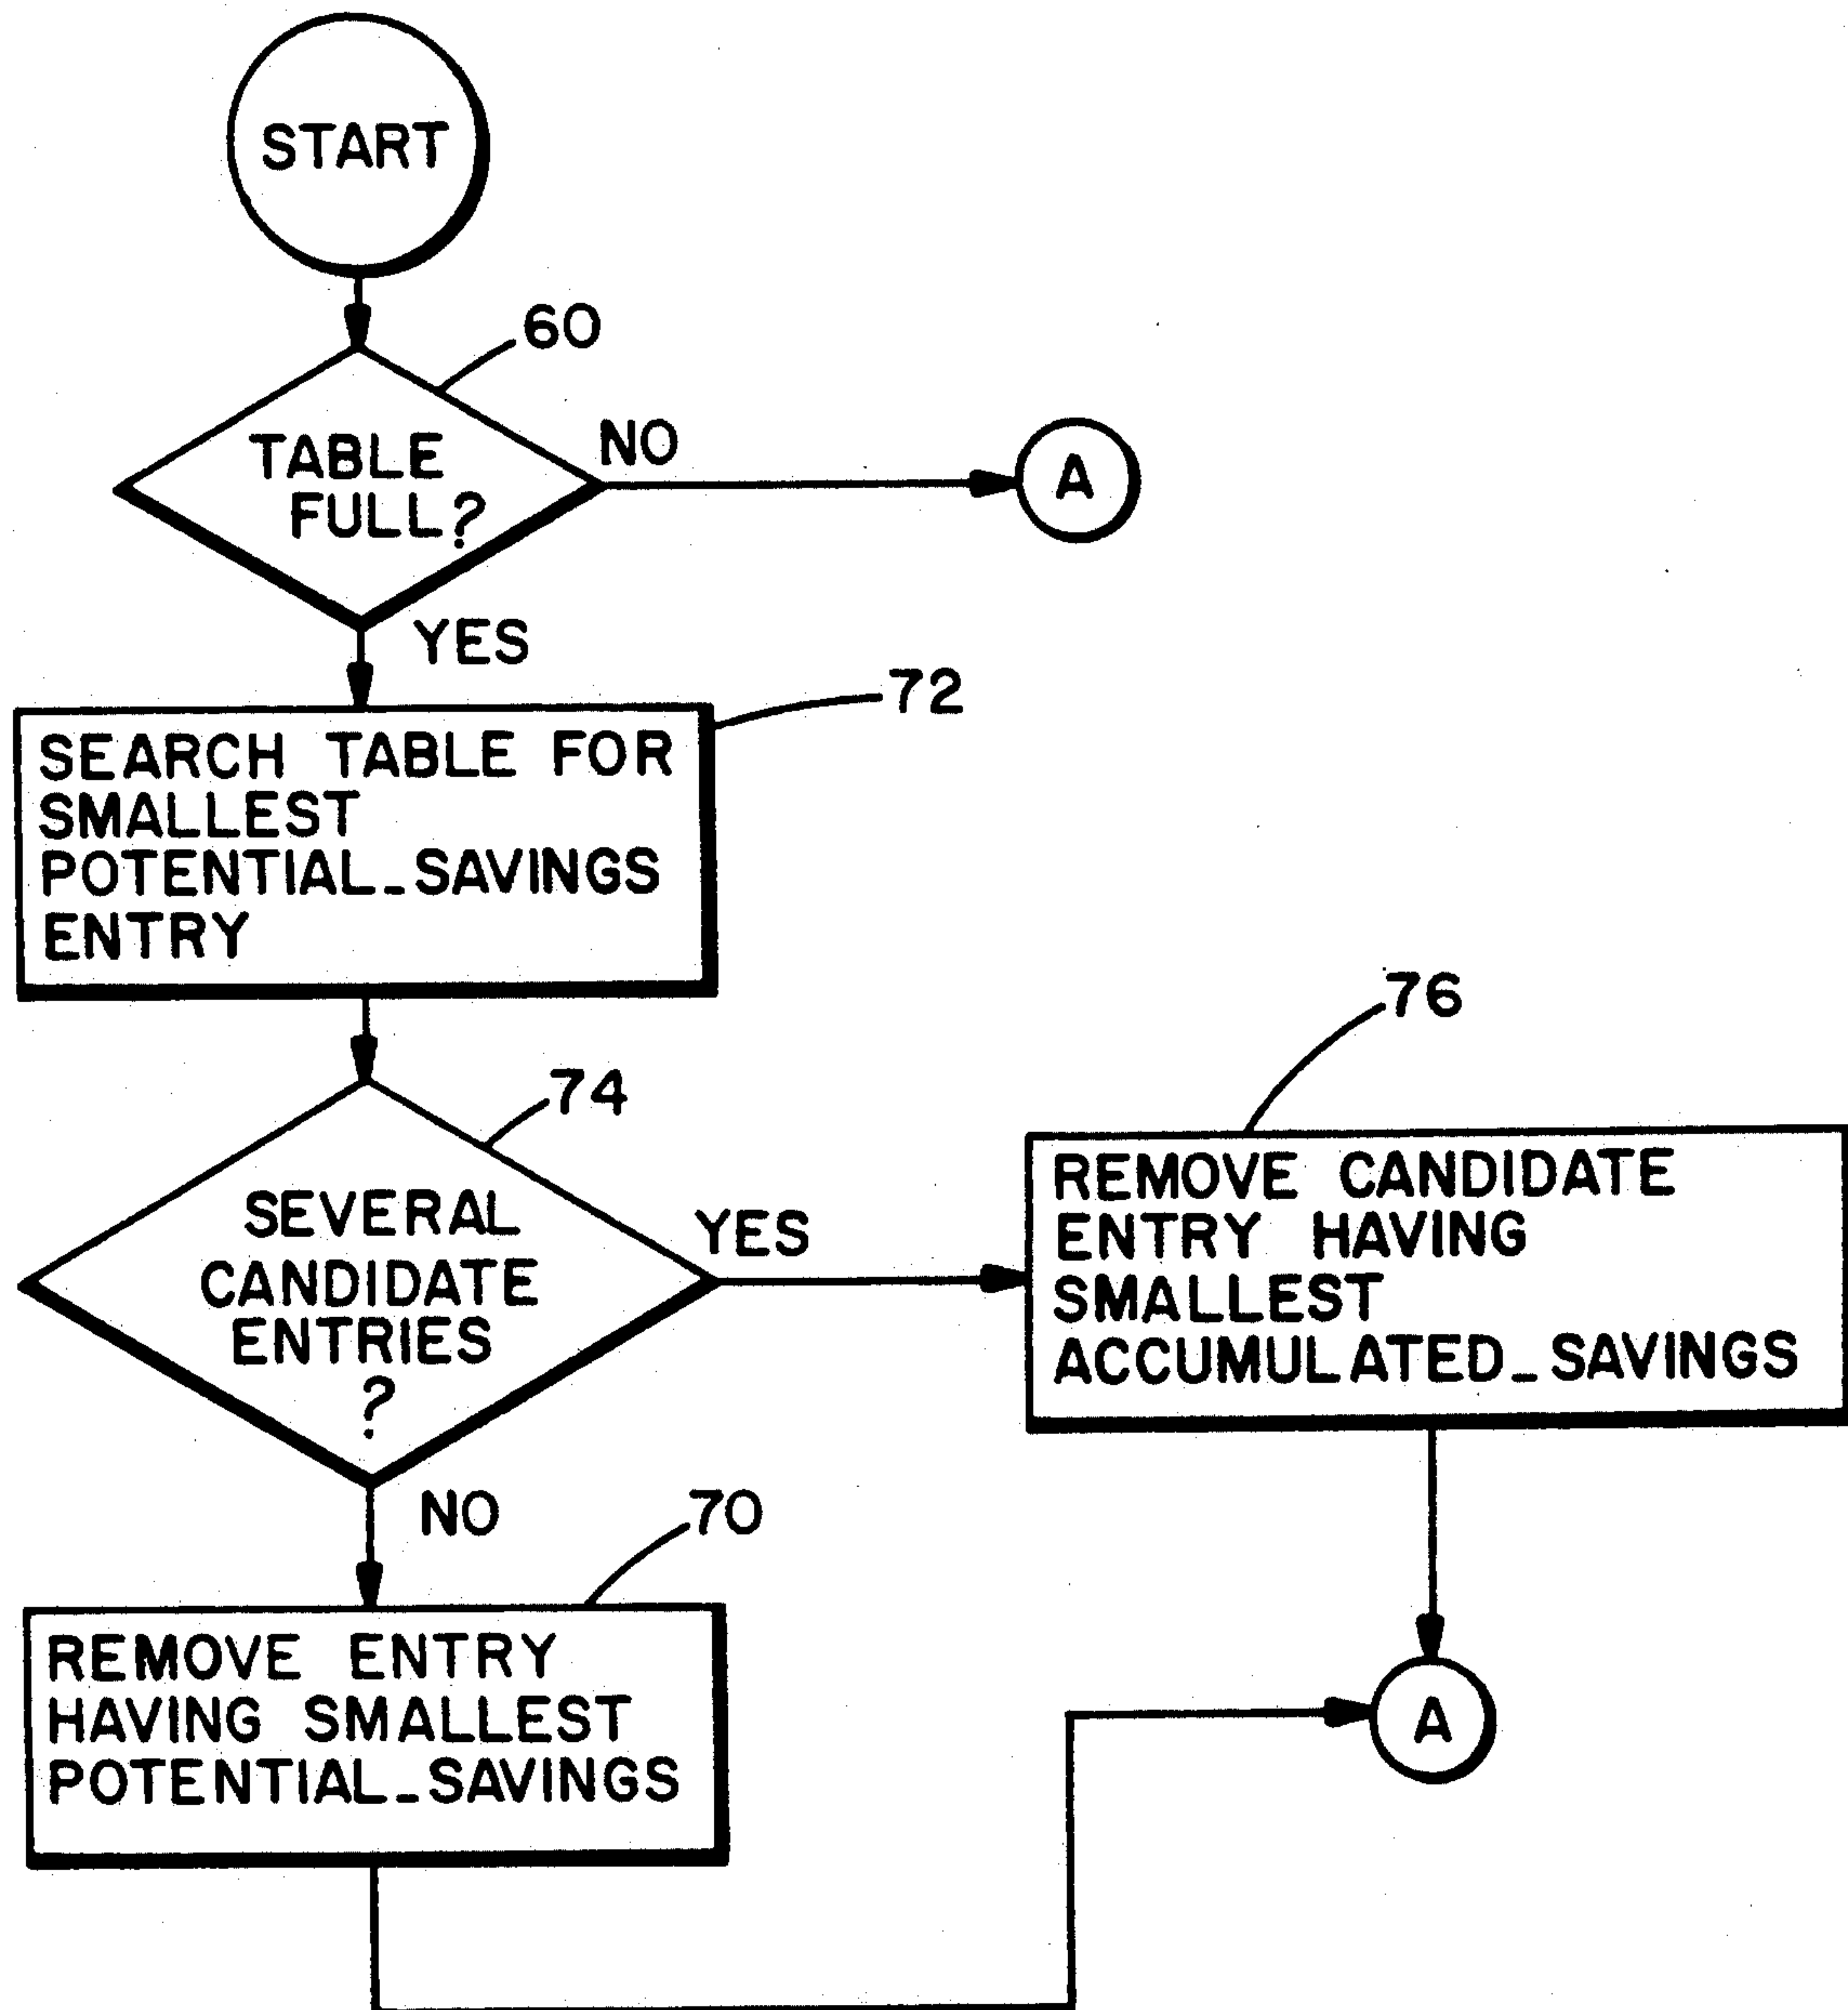 START
60
TABLE
FULL?
NO
A
YES
72
SEARCH TABLE FOR
SMALLEST
POTENTIAL_SAVINGS
ENTRY
74
SEVERAL
CANDIDATE
ENTRIES
?
YES
76
REMOVE CANDIDATE
ENTRY HAVING
SMALLEST
ACCUMULATED_SAVINGS
NO
70
REMOVE ENTRY
HAVING SMALLEST
POTENTIAL_SAVINGS
A